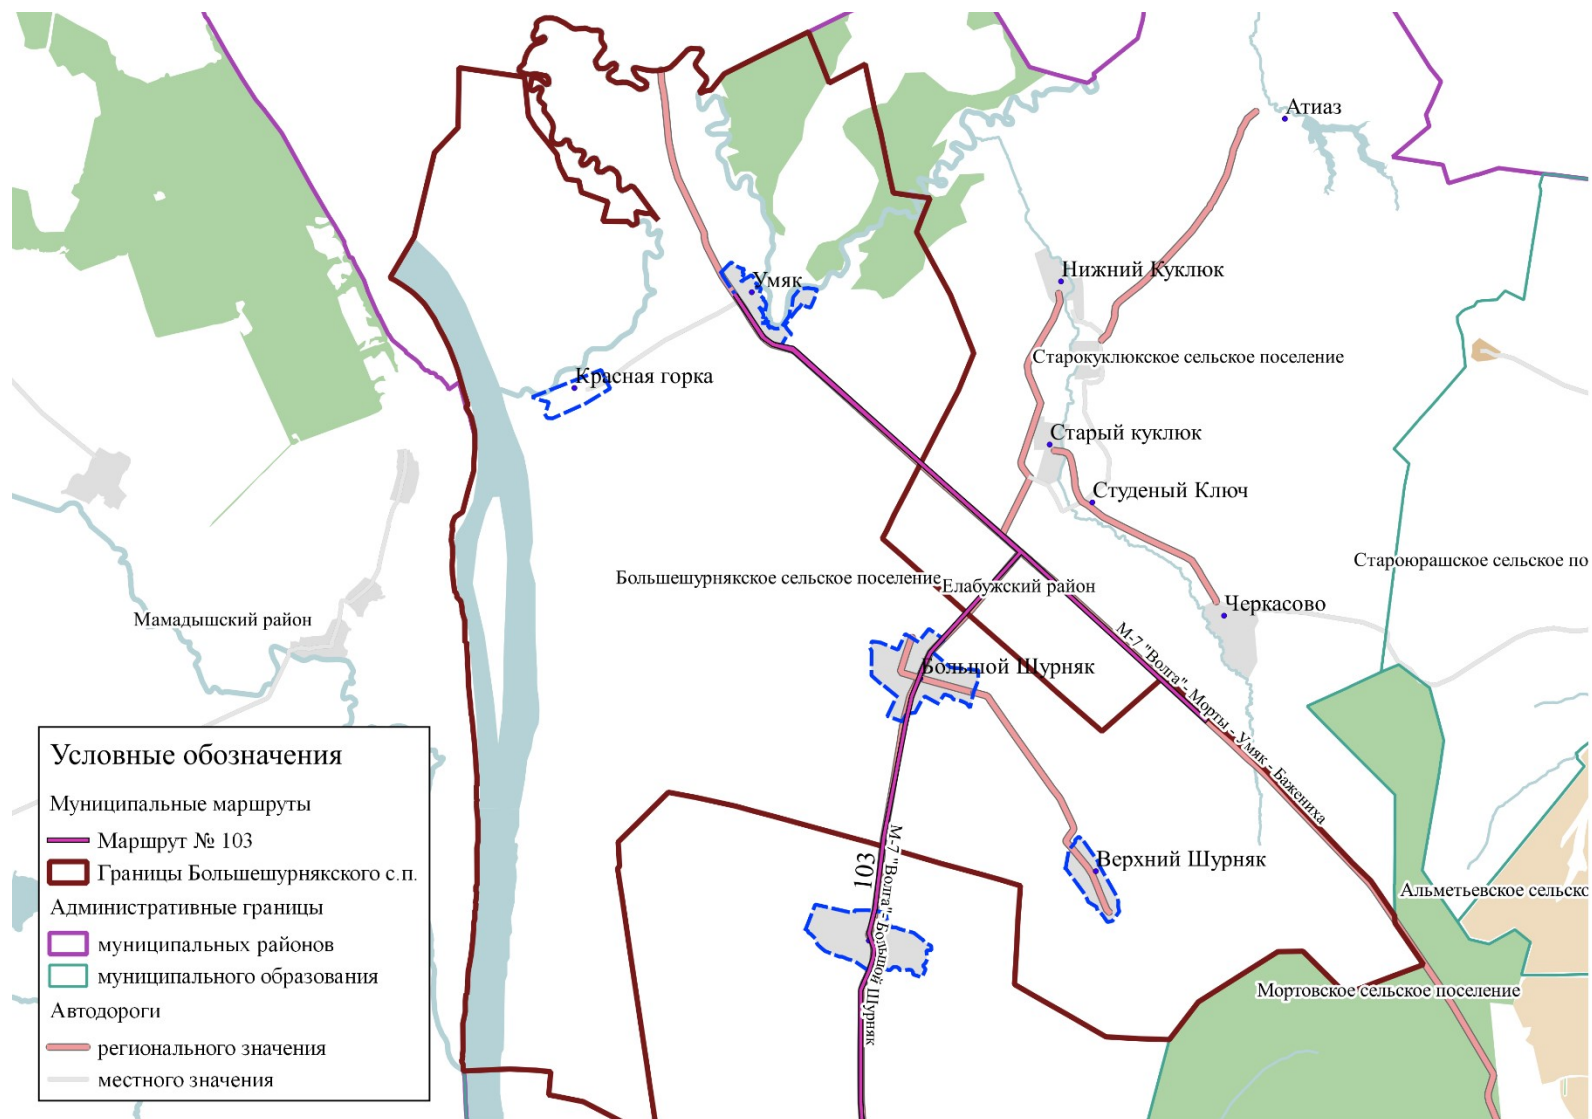 Атиаз
Нижний Куклюк
Умяк
Старокуклюкское сельское поселение
Красная горка
Старый куклюк
Студеный Ключ
Староюрашское сельское по
Большешурнякское сельское поселение
Елабужский район
Черкасово
Мамадышский район
М-7 "Волга"- Морты - Умяк - Бажениха
Большой Шурняк
Верхний Шурняк
103
М-7 "Волга"- Большой Шурняк
Альметьевское сельско
Мортовское сельское поселение
Условные обозначения
Муниципальные маршруты
Маршрут № 103
Границы Большешурнякского с.п.
Административные границы
муниципальных районов
муниципального образования
Автодороги
регионального значения
местного значения